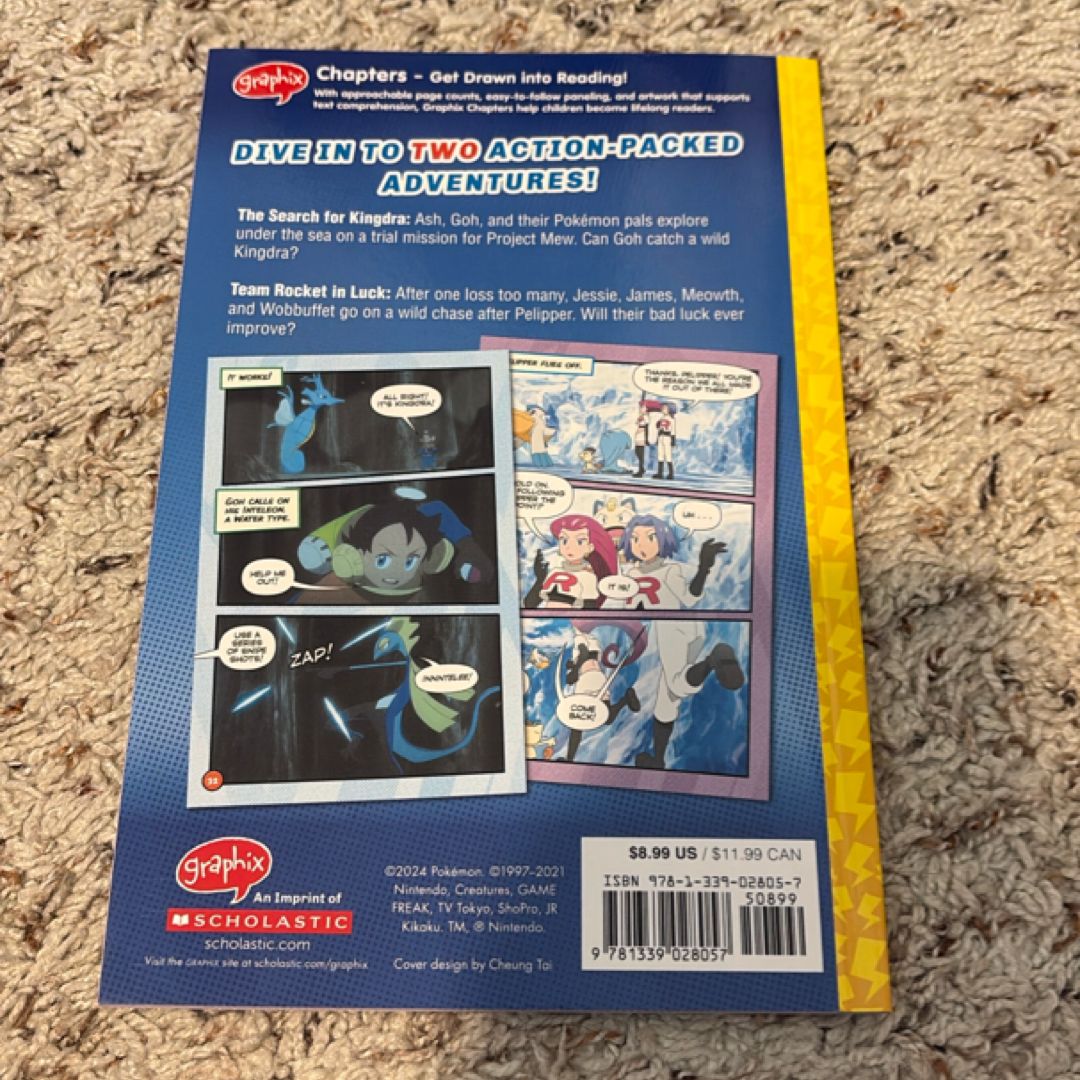 graphix Chapters – Get Drawn into Reading!
With approachable page counts, easy-to-follow paneling, and artwork that supports
text comprehension, Graphix Chapters help children become lifelong readers.
DIVE IN TO TWO ACTION-PACKED
ADVENTURES!
The Search for Kingdra: Ash, Goh, and their Pokémon pals explore
under the sea on a trial mission for Project Mew. Can Goh catch a wild
Kingdra?
Team Rocket in Luck: After one loss too many, Jessie, James, Meowth,
and Wobbuffet go on a wild chase after Pelipper. Will their bad luck ever
improve?
IT WORKS!
ALL RIGHT!
IT'S KINGDRA!
GOH CALLS ON
HIS INTELEON,
A WATER TYPE.
HELP ME
OUT!
USE A
SERIES
OF SNIPE
SHOTS!
ZAP!
INNNTELEE!
22
LIPPER FLIES OFF.
THANKS, PELIPPER! YOU'RE
THE REASON WE ALL MADE
IT OUT OF THERE!
OLD ON.
FOLLOWING
PPER THE
OINT?
UH . . .
IT IS!
R
R
COME
BACK!
graphix
An Imprint of
SCHOLASTIC
scholastic.com
Visit the GRAPHIX site at scholastic.com/graphix
©2024 Pokémon. ©1997–2021
Nintendo, Creatures, GAME
FREAK, TV Tokyo, ShoPro, JR
Kikaku. TM, ® Nintendo.
Cover design by Cheung Tai
$8.99 US / $11.99 CAN
ISBN 978-1-339-02805-7
50899
9 781339 028057